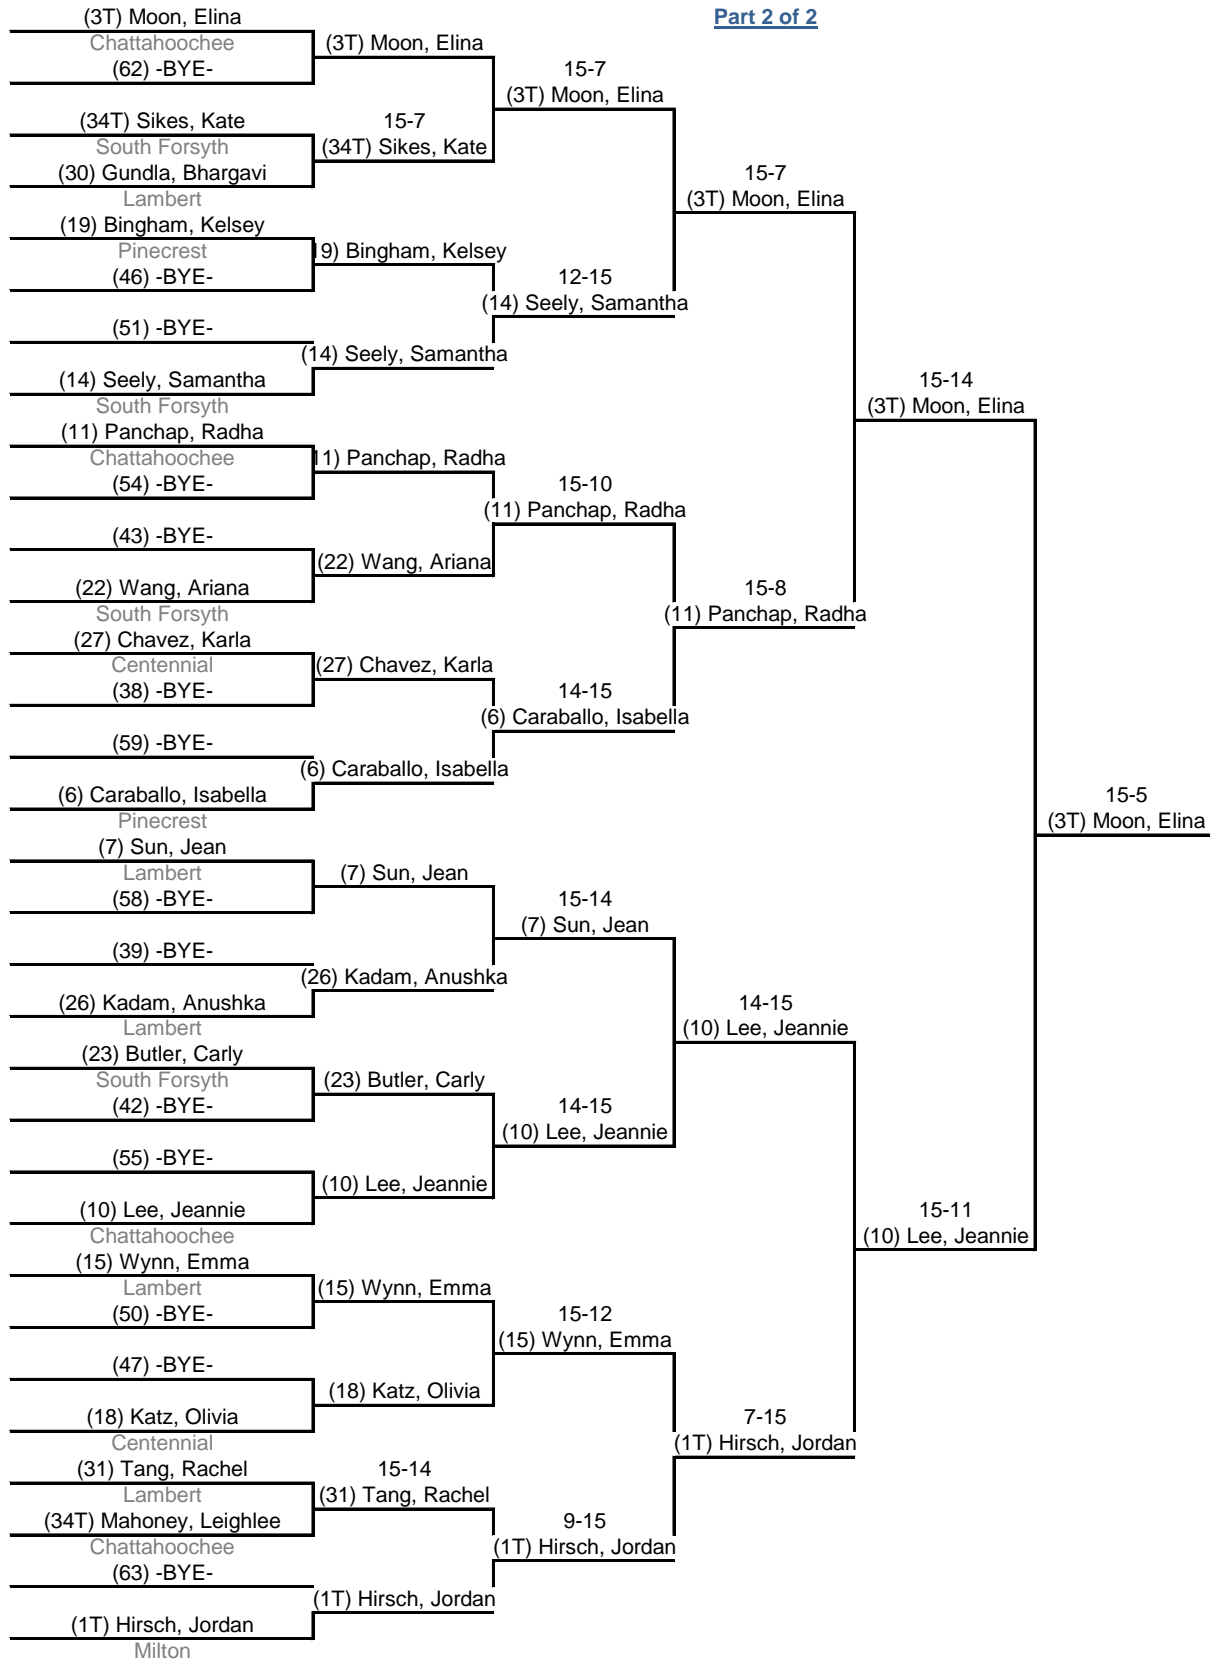 Part 2 of 2
(3T) Moon, Elina
Chattahoochee
(62) -BYE-
(34T) Sikes, Kate
South Forsyth
(30) Gundla, Bhargavi
Lambert
(19) Bingham, Kelsey
Pinecrest
(46) -BYE-
(51) -BYE-
(14) Seely, Samantha
South Forsyth
(11) Panchap, Radha
Chattahoochee
(54) -BYE-
(43) -BYE-
(22) Wang, Ariana
South Forsyth
(27) Chavez, Karla
Centennial
(38) -BYE-
(59) -BYE-
(6) Caraballo, Isabella
Pinecrest
(7) Sun, Jean
Lambert
(58) -BYE-
(39) -BYE-
(26) Kadam, Anushka
Lambert
(23) Butler, Carly
South Forsyth
(42) -BYE-
(55) -BYE-
(10) Lee, Jeannie
Chattahoochee
(15) Wynn, Emma
Lambert
(50) -BYE-
(47) -BYE-
(18) Katz, Olivia
Centennial
(31) Tang, Rachel
Lambert
(34T) Mahoney, Leighlee
Chattahoochee
(63) -BYE-
(1T) Hirsch, Jordan
Milton
(3T) Moon, Elina
15-7
(34T) Sikes, Kate
19) Bingham, Kelsey
(14) Seely, Samantha
11) Panchap, Radha
(22) Wang, Ariana
(27) Chavez, Karla
(6) Caraballo, Isabella
(7) Sun, Jean
(26) Kadam, Anushka
(23) Butler, Carly
(10) Lee, Jeannie
(15) Wynn, Emma
(18) Katz, Olivia
15-14
(31) Tang, Rachel
(1T) Hirsch, Jordan
15-7
(3T) Moon, Elina
12-15
(14) Seely, Samantha
15-10
(11) Panchap, Radha
14-15
(6) Caraballo, Isabella
15-14
(7) Sun, Jean
14-15
(10) Lee, Jeannie
15-12
(15) Wynn, Emma
9-15
(1T) Hirsch, Jordan
15-7
(3T) Moon, Elina
15-8
(11) Panchap, Radha
14-15
(10) Lee, Jeannie
7-15
(1T) Hirsch, Jordan
15-14
(3T) Moon, Elina
15-11
(10) Lee, Jeannie
15-5
(3T) Moon, Elina